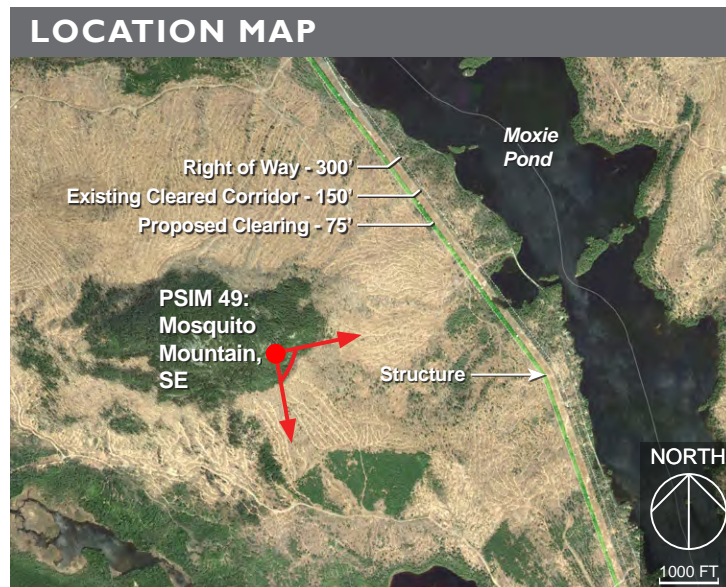 LOCATION MAP
Moxie
Pond
Right of Way - 300'
Existing Cleared Corridor - 150'
Proposed Clearing - 75'
PSIM 49:
Mosquito
Mountain,
SE
Structure
NORTH
1000 FT